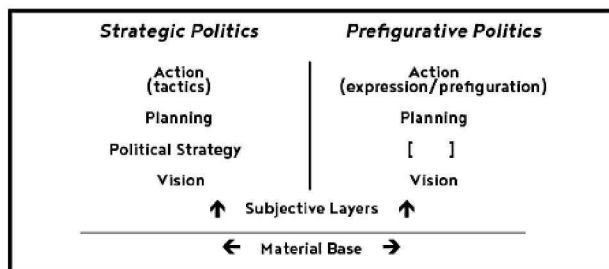 Strategic Politics
Action
(tactics)
Planning
Political Strategy
Vision
Prefigurative Politics
Action
(expression/prefiguration)
Planning
[ ]
Vision
↑ Subjective Layers ↑
← Material Base →